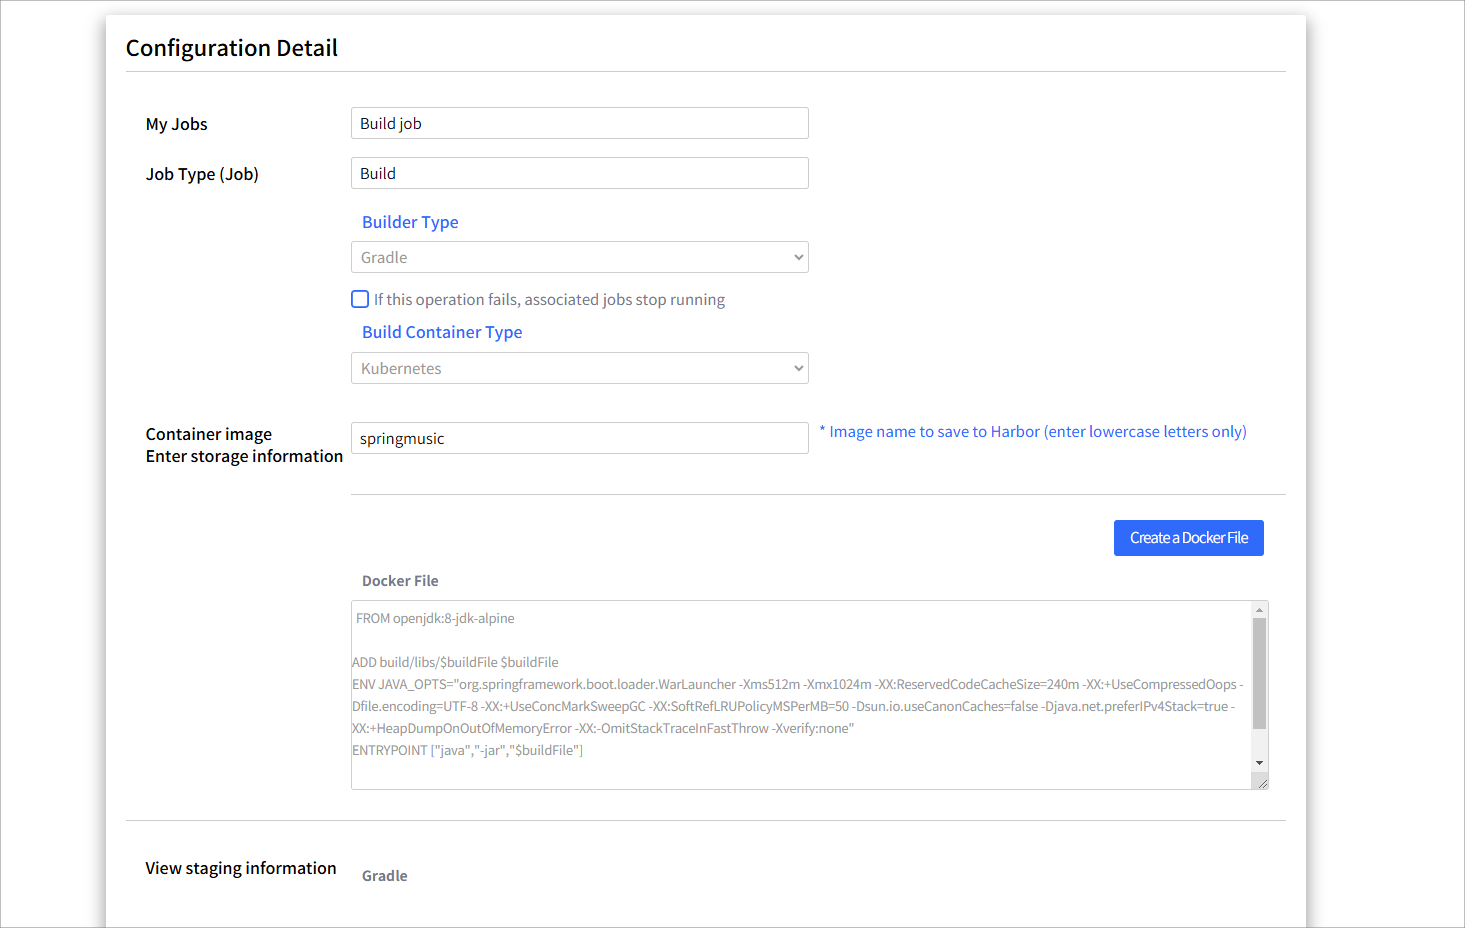 Configuration Detail
My Jobs
Build job
Job Type (Job)
Build
Builder Type
Gradle
If this operation fails, associated jobs stop running
Build Container Type
Kubernetes
Container image
Enter storage information
springmusic
* Image name to save to Harbor (enter lowercase letters only)
Create a Docker File
Docker File
FROM openjdk:8-jdk-alpine
ADD build/libs/$buildFile $buildFile
ENV JAVA_OPTS="org.springframework.boot.loader.WarLauncher -Xms512m -Xmx1024m -XX:ReservedCodeCacheSize=240m -XX:+UseCompressedOops -
Dfile.encoding=UTF-8 -XX:+UseConcMarkSweepGC -XX:SoftRefLRUPolicyMSPerMB=50 -Dsun.io.useCanonCaches=false -Djava.net.preferIPv4Stack=true -
XX:+HeapDumpOnOutOfMemoryError -XX:-OmitStackTraceInFastThrow -Xverify:none"
ENTRYPOINT ["java","-jar","$buildFile"]
View staging information
Gradle